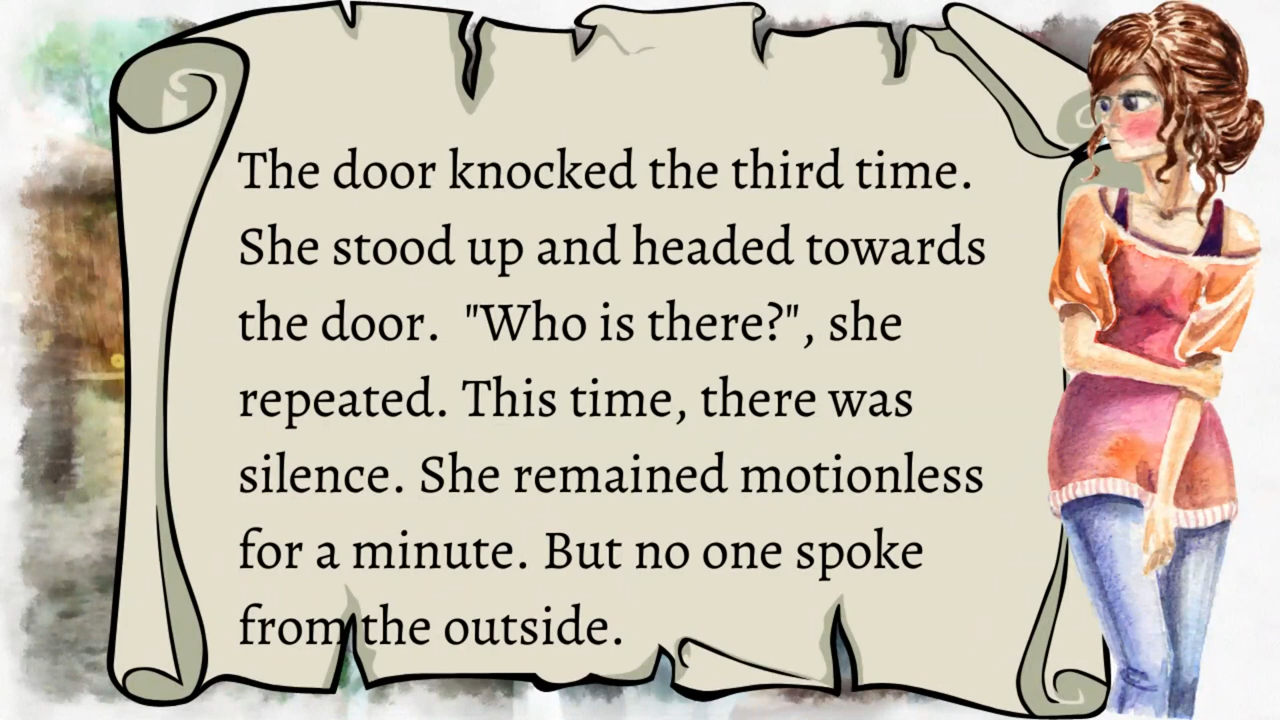 The door knocked the third time.
She stood up and headed towards
the door.  "Who is there?", she
repeated. This time, there was
silence. She remained motionless
for a minute. But no one spoke
from the outside.